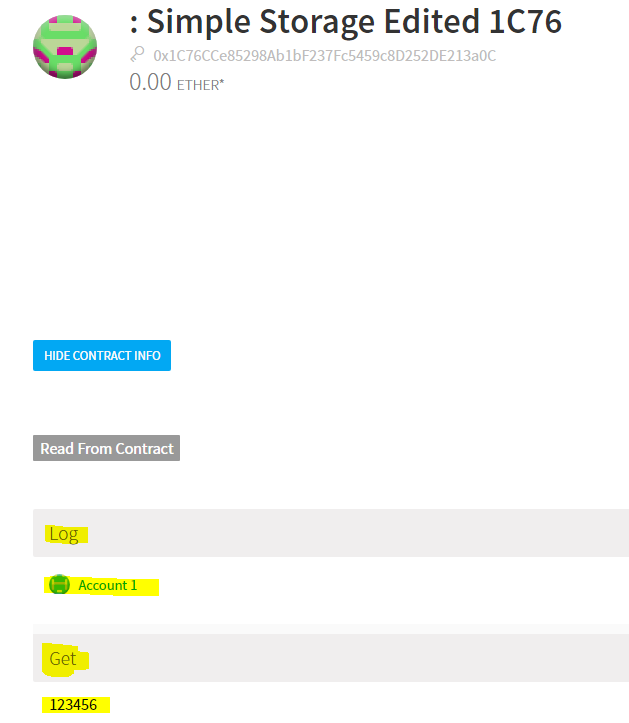 : Simple Storage Edited 1C76
0x1C76CCe85298Ab1bF237Fc5459c8D252DE213a0C
0.00 ETHER*
HIDE CONTRACT INFO
Read From Contract
Log
Account 1
Get
123456